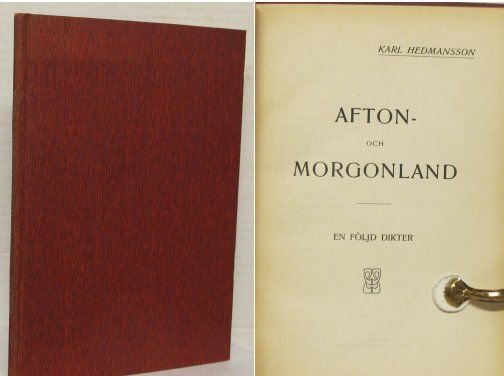 KARL HEDMANSSON
AFTON-
OCH
MORGONLAND
EN FÖLJD DIKTER